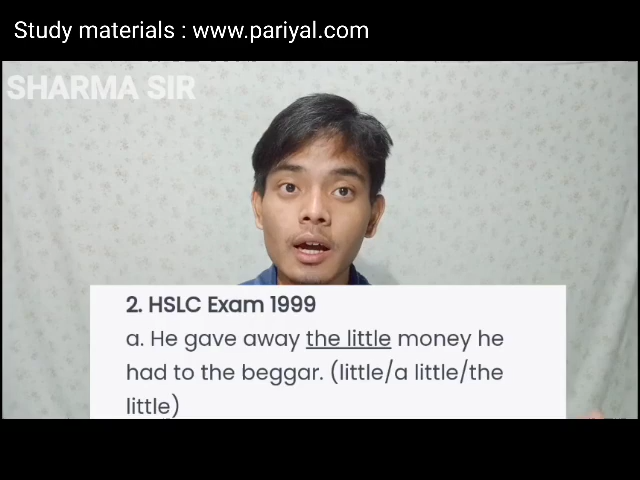 Study materials : www.pariyal.com
SHARMA SIR
2. HSLC Exam 1999
a. He gave away the little money he
had to the beggar. (little/a little/the
little)